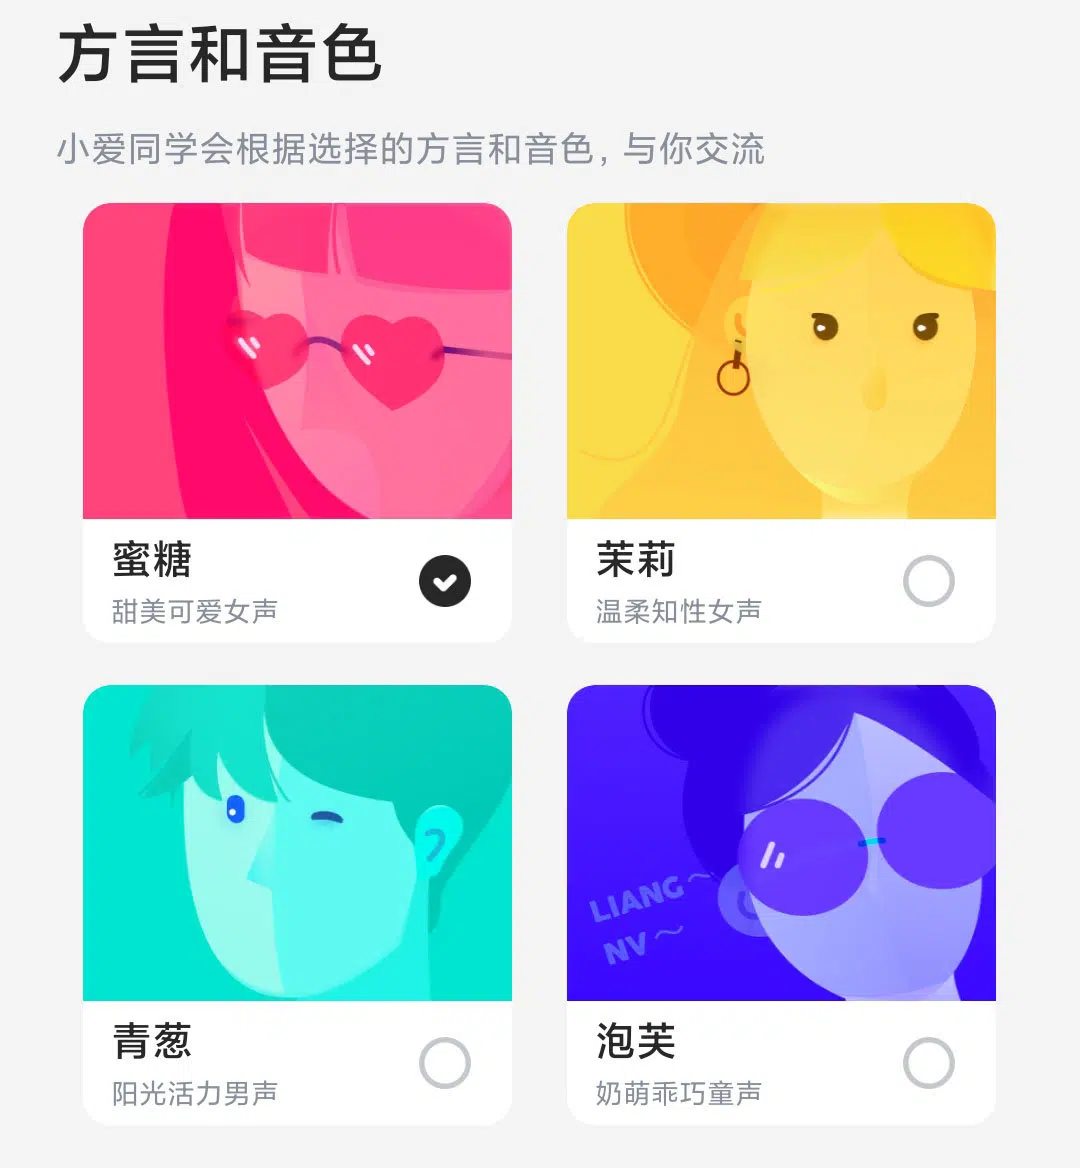 方言和音色
小爱同学会根据选择的方言和音色，与你交流
蜜糖
甜美可爱女声
茉莉
温柔知性女声
LIANG～
NV～
青葱
阳光活力男声
泡芙
奶萌乖巧童声